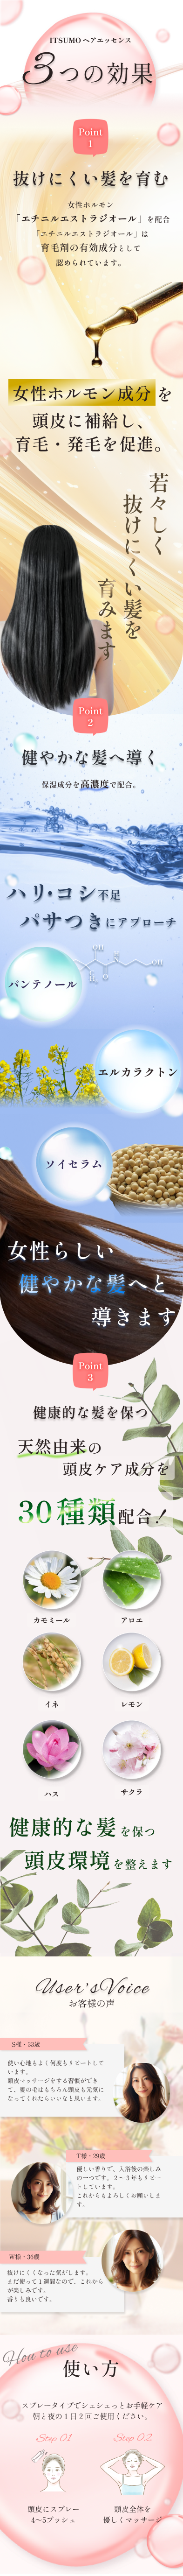 ITSUMO ヘアエッセンス
3つの効果
Point
1
抜けにくい髪を育む
女性ホルモン
「エチニルエストラジオール」を配合
「エチニルエストラジオール」は
育毛剤の有効成分として
認められています。
女性ホルモン成分を
頭皮に補給し、
育毛・発毛を促進。
若々しく
抜けにくい髪を
育みます
Point
2
健やかな髪へ導く
保湿成分を高濃度で配合。
ハリ・コシ不足
パサつきにアプローチ
パンテノール
OH
H
N
OH
O
エルカラクトン
ソイセラム
女性らしい
健やかな髪へと
導きます
Point
3
健康的な髪を保つ
天然由来の
頭皮ケア成分を
30種類配合！
カモミール
アロエ
イネ
レモン
ハス
サクラ
健康的な髪を保つ
頭皮環境を整えます
User'sVoice
お客様の声
S様・33歳
使い心地もよく何度もリピートして
います。
頭皮マッサージをする習慣ができ
て、髪の毛はもちろん頭皮も元気に
なってくれたらいいなと思います。
T様・29歳
優しい香りで、入浴後の楽しみ
の一つです。２〜３年もリピー
トしています。
これからもよろしくお願いしま
す。
W様・36歳
抜けにくくなった気がします。
まだ使って１週間なので、これから
が楽しみです。
香りも良いです。
How to use
使い方
スプレータイプでシュシュっとお手軽ケア
朝と夜の１日２回ご使用ください。
Step 01
頭皮にスプレー
4〜5プッシュ
Step 02
頭皮全体を
優しくマッサージ